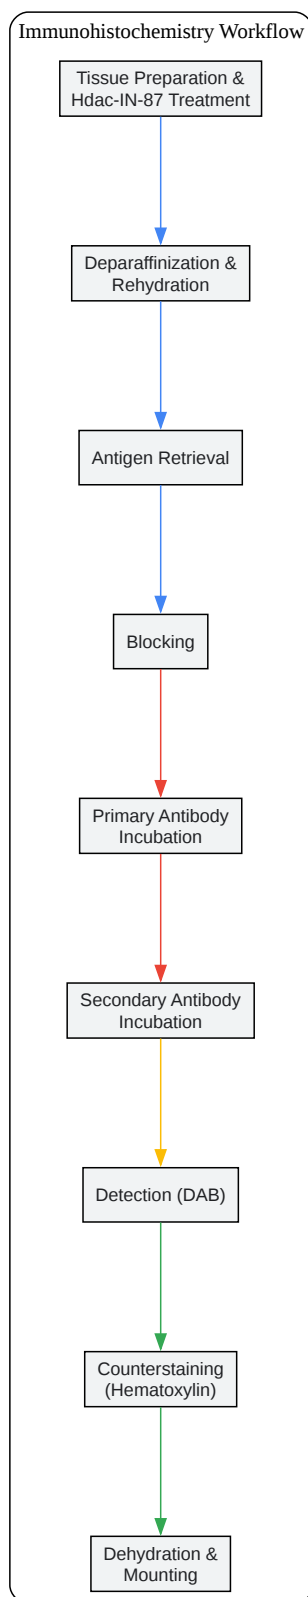 Immunohistochemistry Workflow
Tissue Preparation &
Hdac-IN-87 Treatment
Deparaffinization &
Rehydration
Antigen Retrieval
Blocking
Primary Antibody
Incubation
Secondary Antibody
Incubation
Detection (DAB)
Counterstaining
(Hematoxylin)
Dehydration &
Mounting